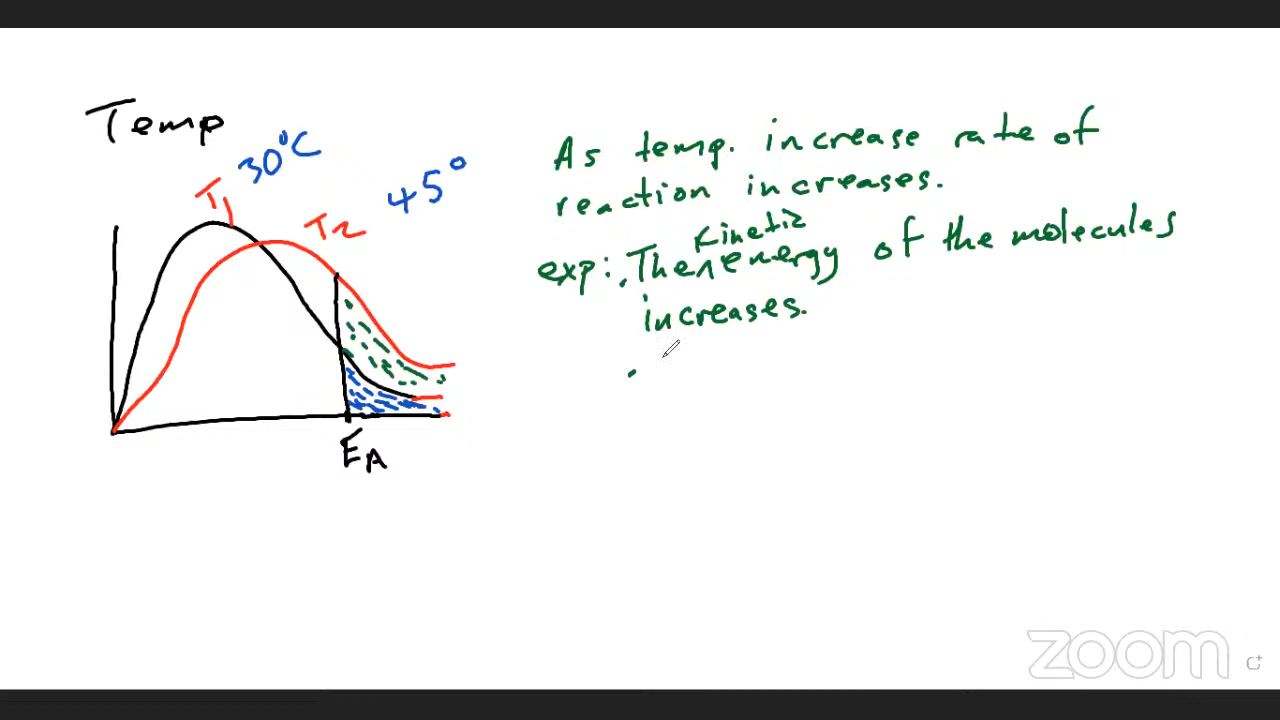 Temp
30°C
T1
45°
T2
EA
As temp. increase rate of
reaction increases.
kinetic
exp: . The energy of the molecules
increases.
.
zoom